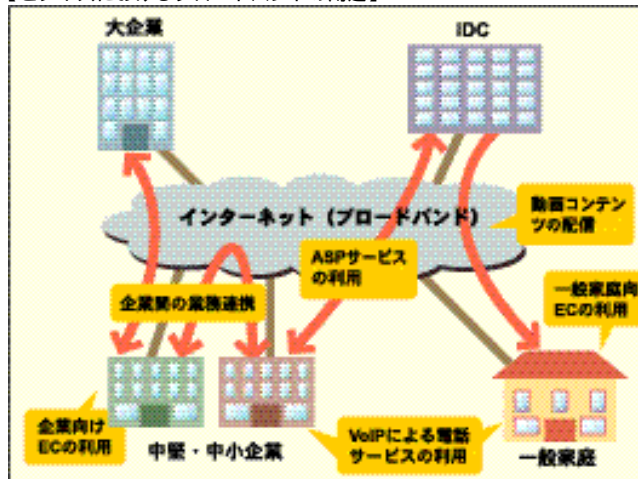 大企業
IDC
インターネット（ブロードバンド）
動画コンテン
ツの配信
ASPサービス
の利用
企業間の業務連携
一般家庭向
ECの利用
企業向け
ECの利用
中堅・中小企業
VoIPによる電話
サービスの利用
一般家庭